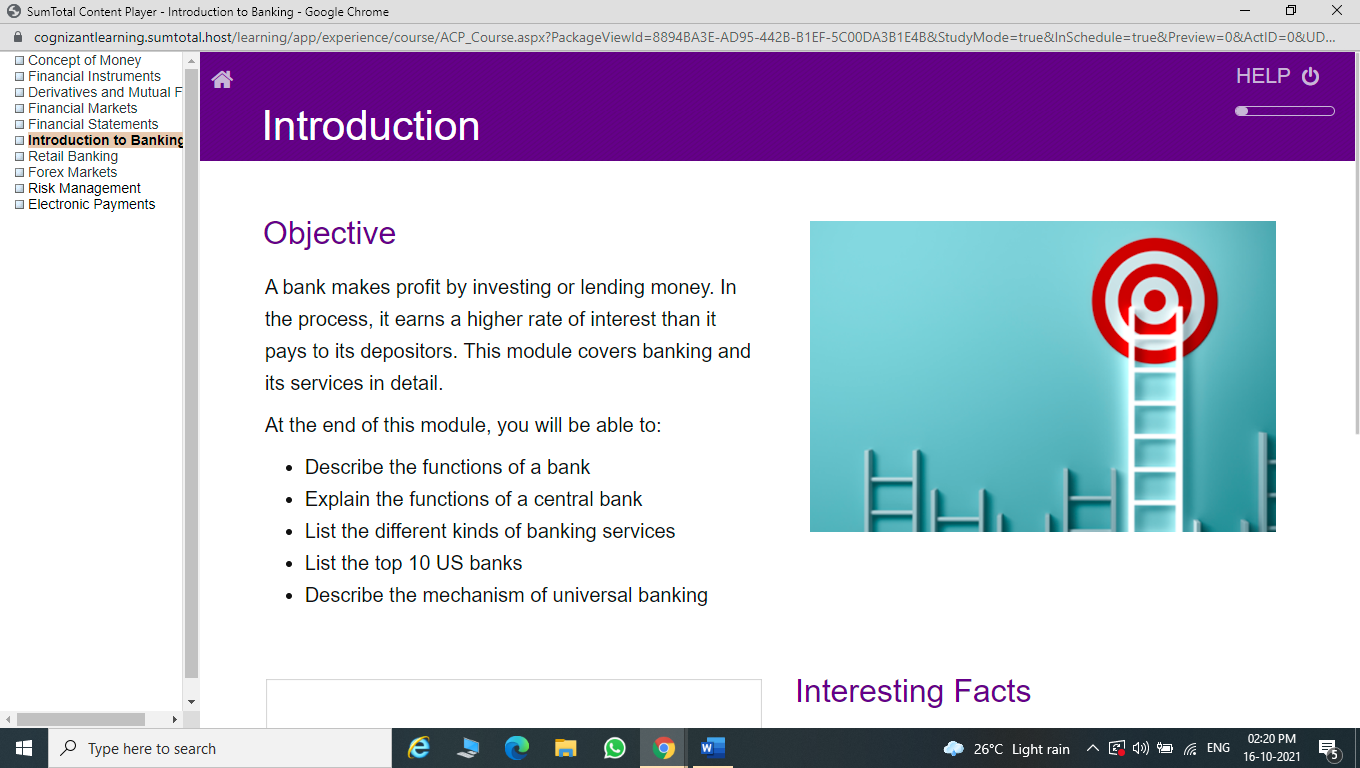 SumTotal Content Player - Introduction to Banking - Google Chrome
cognizantlearning.sumtotal.host/learning/app/experience/course/ACP_Course.aspx?PackageViewId=8894BA3E-AD95-442B-B1EF-5C00DA3B1E4B&StudyMode=true&InSchedule=true&Preview=0&ActID=0&UD...
Concept of Money
Financial Instruments
Derivatives and Mutual F
Financial Markets
Financial Statements
Introduction to Banking
Retail Banking
Forex Markets
Risk Management
Electronic Payments
HELP
Introduction
Objective
A bank makes profit by investing or lending money. In
the process, it earns a higher rate of interest than it
pays to its depositors. This module covers banking and
its services in detail.
At the end of this module, you will be able to:
• Describe the functions of a bank
• Explain the functions of a central bank
• List the different kinds of banking services
• List the top 10 US banks
• Describe the mechanism of universal banking
Interesting Facts
Type here to search
26°C Light rain
ENG
02:20 PM
16-10-2021
5